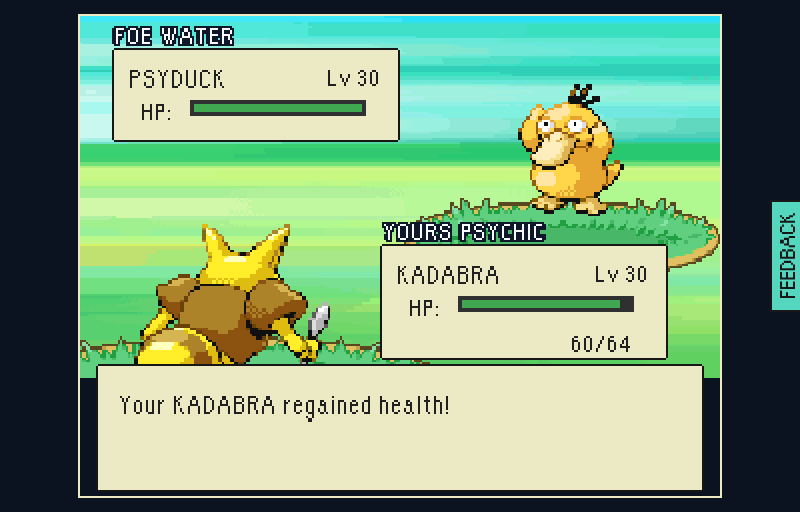 FOE WATER
PSYDUCK Lv 30
HP:
YOURS PSYCHIC
KADABRA Lv 30
HP:
60/64
Your KADABRA regained health!
FEEDBACK